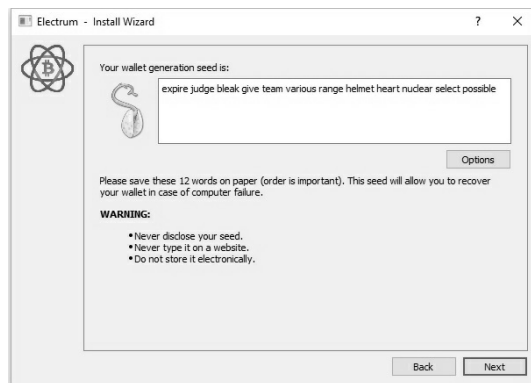 Electrum - Install Wizard ? ×
Your wallet generation seed is:
expire judge bleak give team various range helmet heart nuclear select possible
Options
Please save these 12 words on paper (order is important). This seed will allow you to recover
your wallet in case of computer failure.
WARNING:
•Never disclose your seed.
•Never type it on a website.
•Do not store it electronically.
Back Next